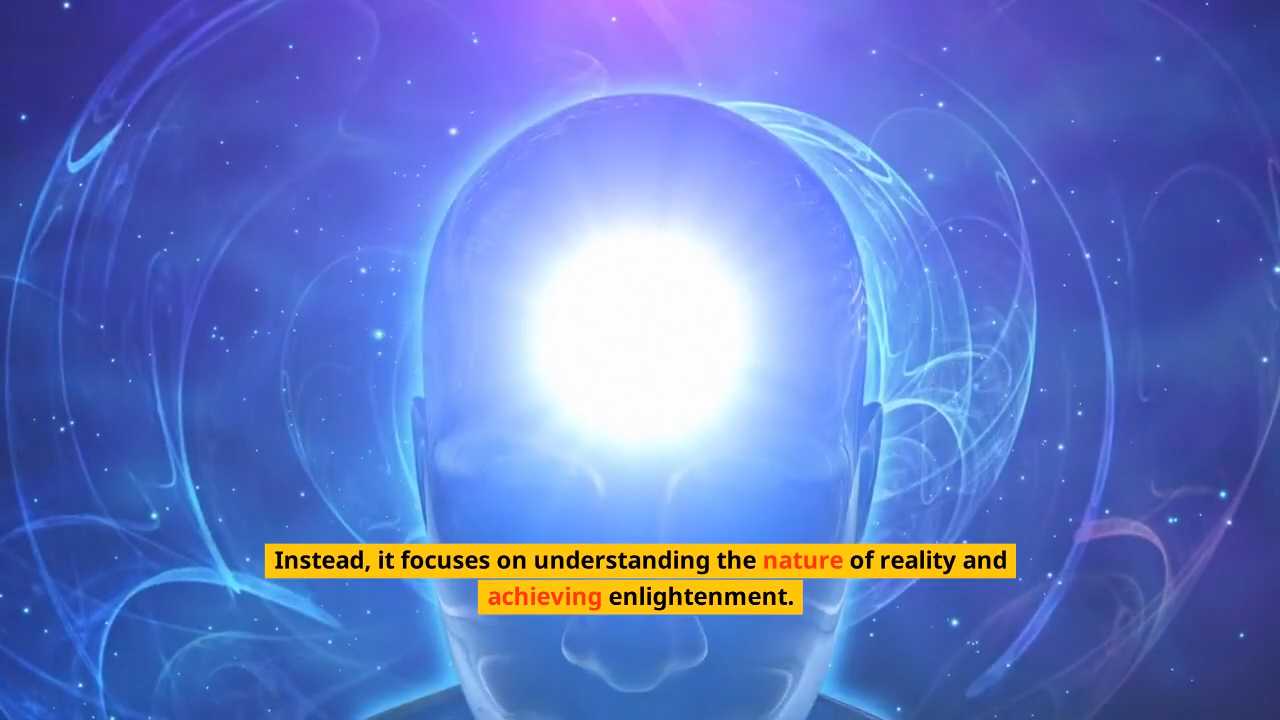 Instead, it focuses on understanding the nature of reality and
achieving enlightenment.